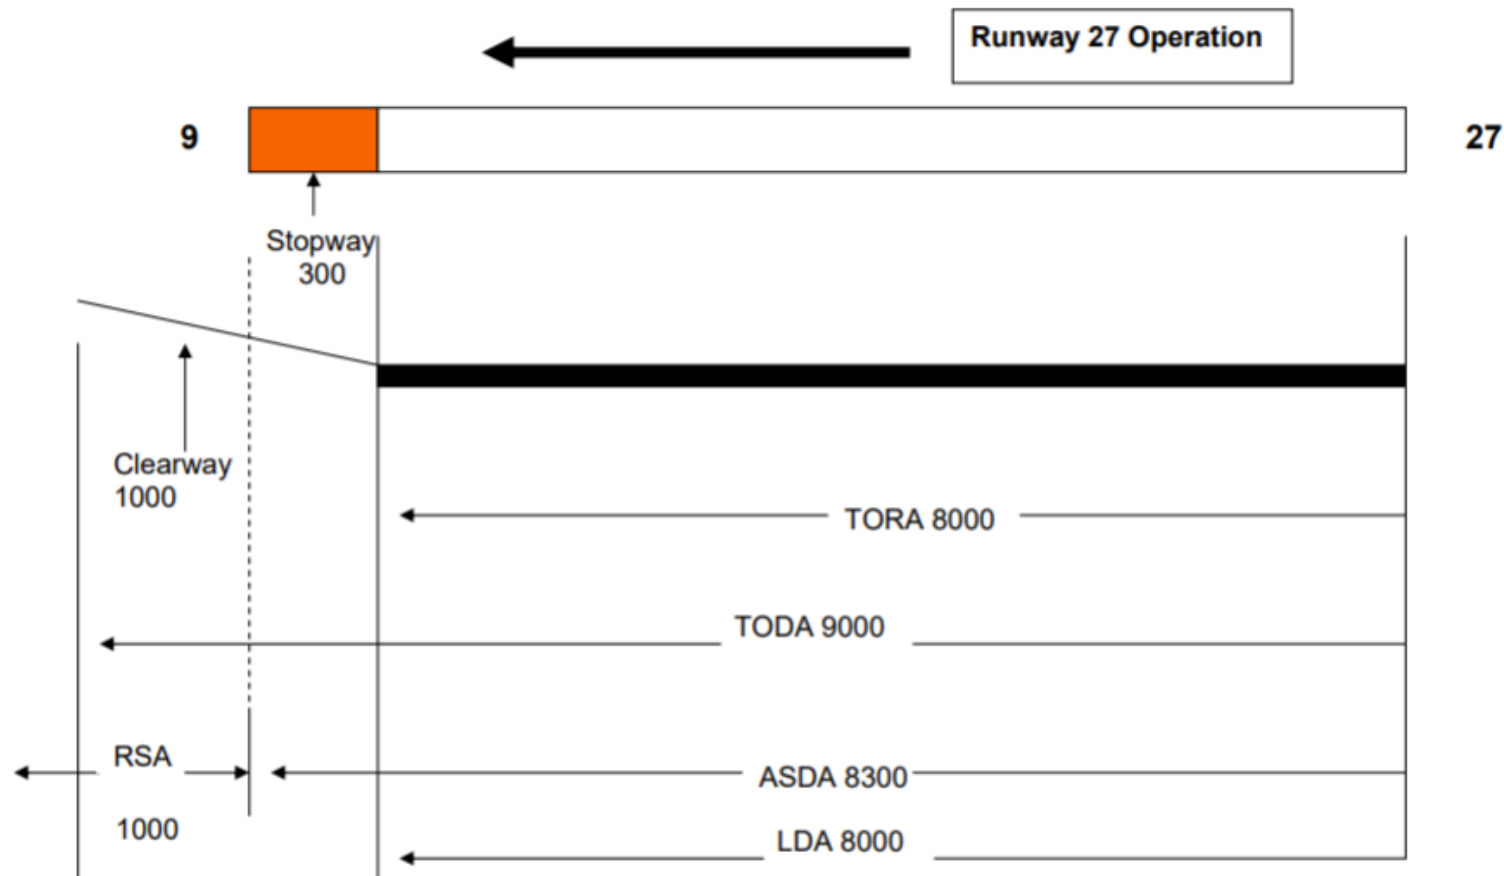 Runway 27 Operation
9
27
Stopway
300
Clearway
1000
TORA 8000
TODA 9000
RSA
ASDA 8300
1000
LDA 8000